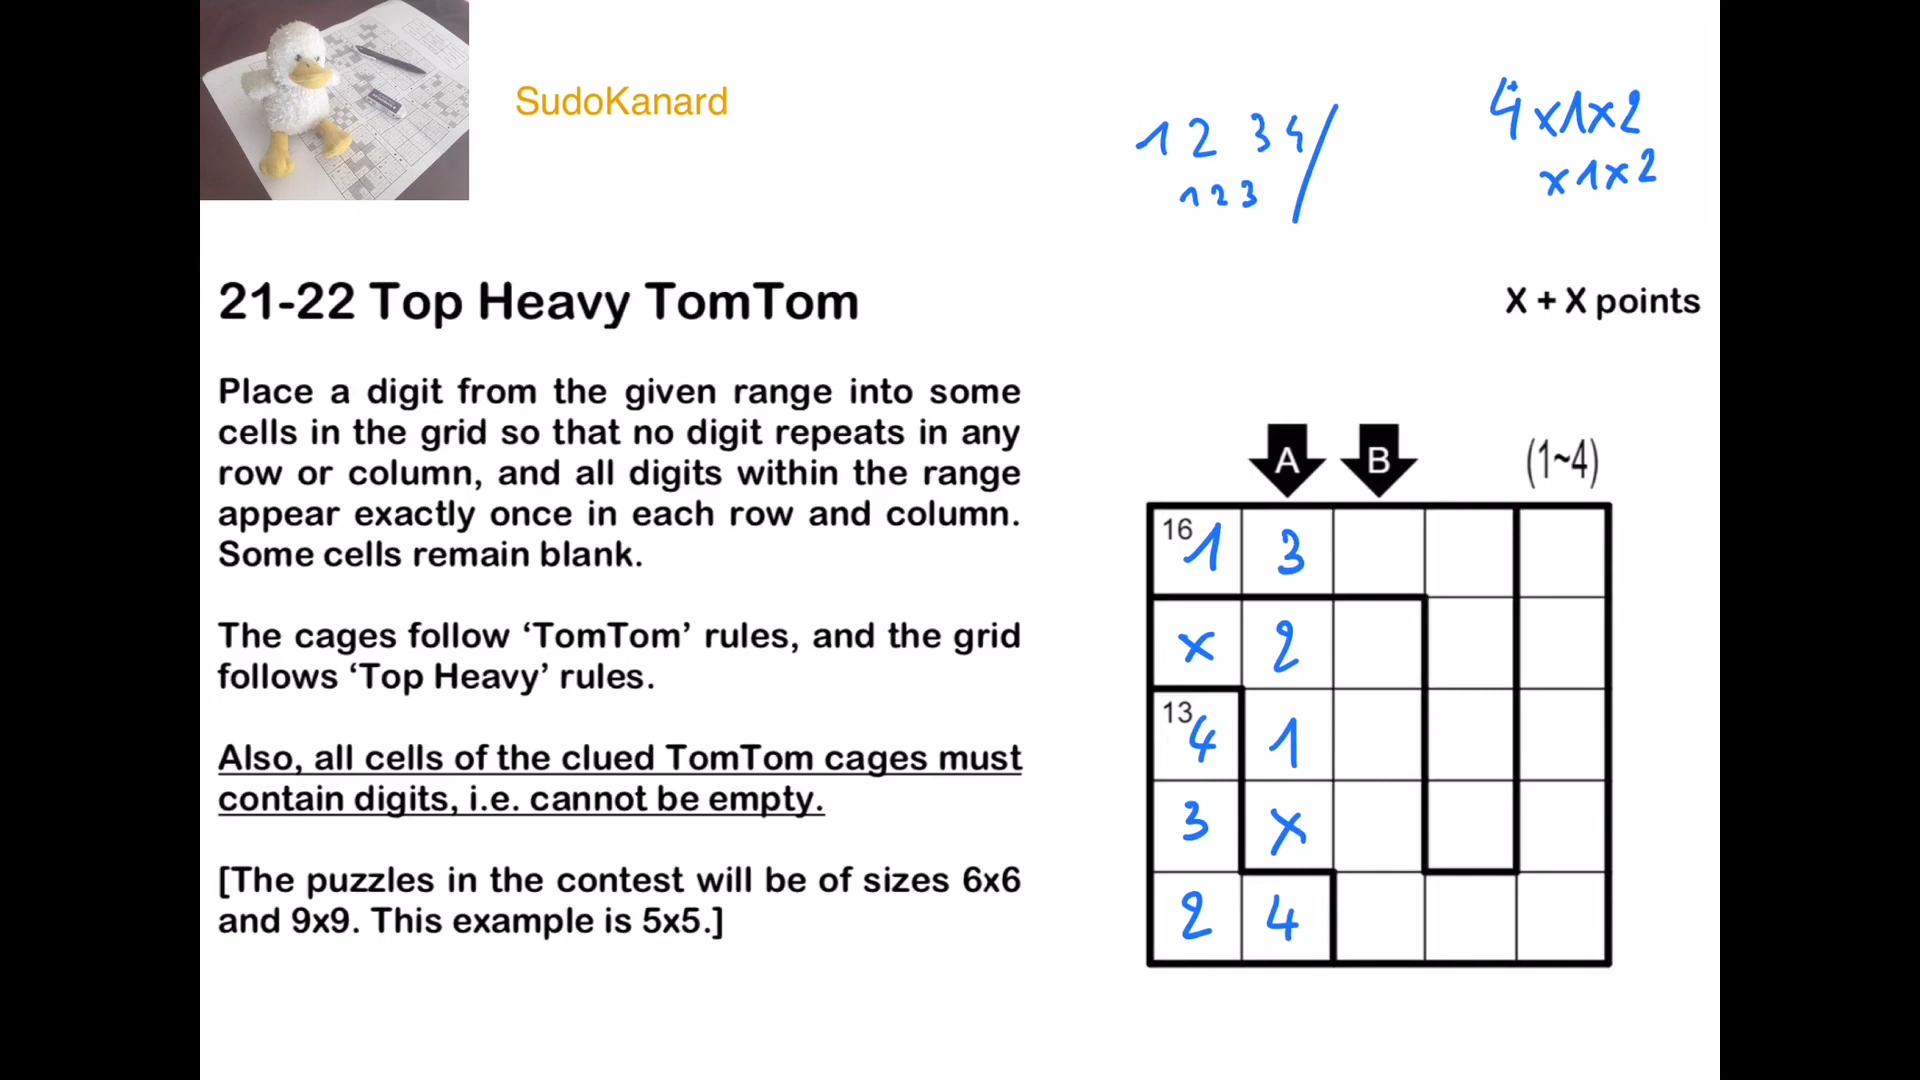 SudoKanard
1 2 3 4
1 2 3
4x1x2
x1x2
21-22 Top Heavy TomTom
X + X points
Place a digit from the given range into some
cells in the grid so that no digit repeats in any
row or column, and all digits within the range
appear exactly once in each row and column.
Some cells remain blank.
The cages follow ‘TomTom’ rules, and the grid
follows ‘Top Heavy’ rules.
Also, all cells of the clued TomTom cages must
contain digits, i.e. cannot be empty.
[The puzzles in the contest will be of sizes 6x6
and 9x9. This example is 5x5.]
A B (1~4)
16 1 3
x 2
13 4 1
3 x
2 4